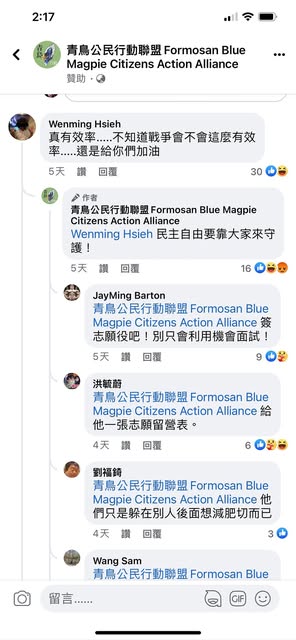 2:17
青鳥公民行動聯盟 Formosan Blue
Magpie Citizens Action Alliance
贊助・
Wenming Hsieh
真有效率.....不知道戰爭會不會這麼有效
率.....還是給你們加油
5天 讚 回覆 30
作者
青鳥公民行動聯盟 Formosan Blue Magpie
Citizens Action Alliance
Wenming Hsieh 民主自由要靠大家來守
護！
5天 讚 回覆 16
JayMing Barton
青鳥公民行動聯盟 Formosan Blue
Magpie Citizens Action Alliance 簽
志願役吧！別只會利用機會面試！
5天 讚 回覆 9
洪毓蔚
青鳥公民行動聯盟 Formosan Blue
Magpie Citizens Action Alliance 給
他一張志願留營表。
4天 讚 回覆 6
劉福錡
青鳥公民行動聯盟 Formosan Blue
Magpie Citizens Action Alliance 他
們只是躲在別人後面想減肥切而已
4天 讚 回覆 3
Wang Sam
青鳥公民行動聯盟 Formosan Blue
留言......
GIF